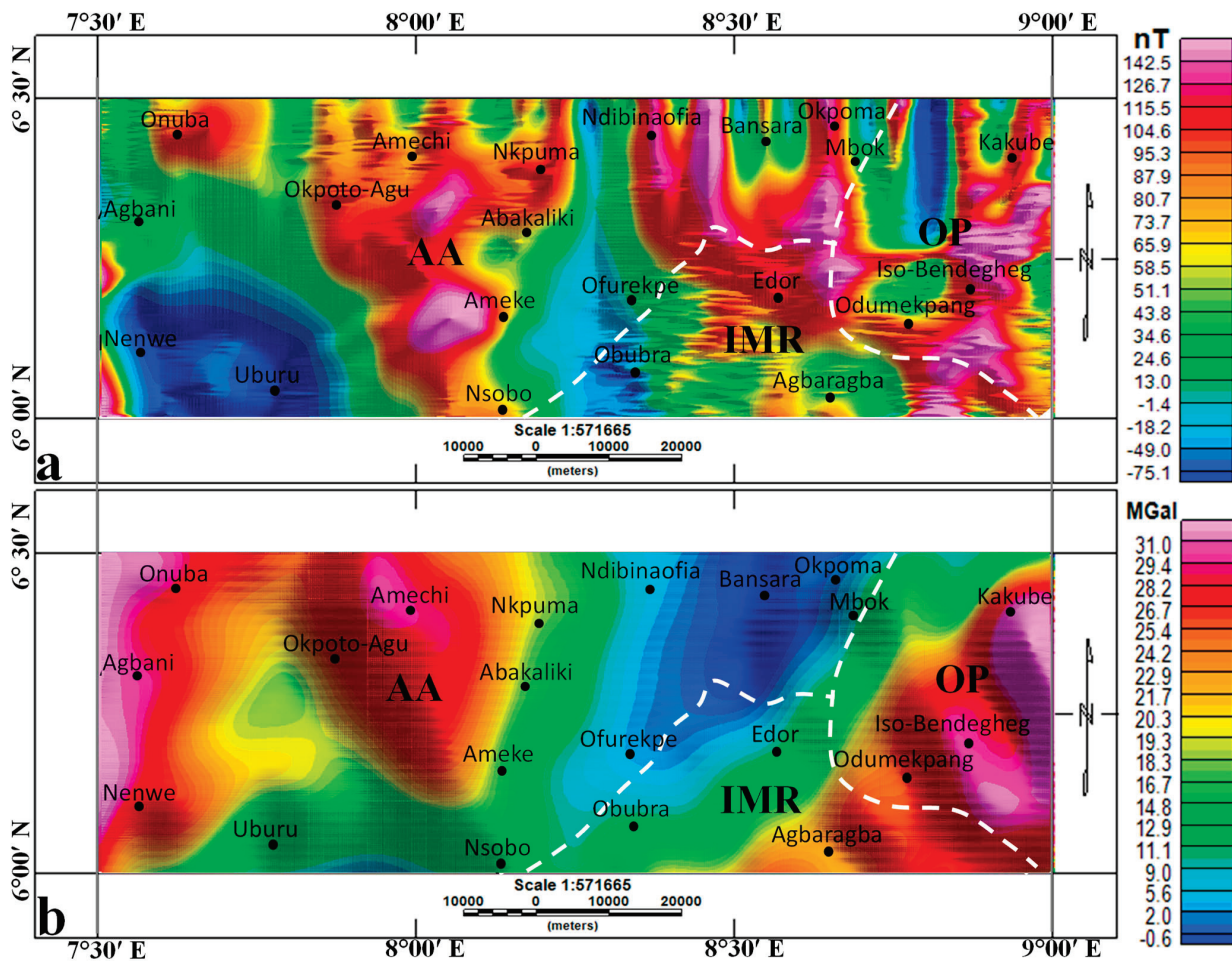 7°30′ E 8°00′ E 8°30′ E 9°00′ E
nT
142.5
126.7
115.5
104.6
95.3
87.9
80.7
73.7
65.9
58.5
51.1
43.8
34.6
24.6
13.0
-1.4
-18.2
-49.0
-75.1
6°30′ N
6°00′ N
Onuba
Amechi
Nkpuma
Ndibinaofia
Bansara
Okpoma
Mbok
Kakube
Okpoto-Agu
Agbani
Abakaliki
AA
OP
Ofurekpe
Edor
Iso-Bendegheg
Ameke
Odumekpang
IMR
Nenwe
Uburu
Obubra
Agbaragba
Nsobo
N
a
Scale 1:571665
10000 0 10000 20000
(meters)
MGal
31.0
29.4
28.2
26.7
25.4
24.2
22.9
21.7
20.3
19.3
18.3
16.7
14.8
12.9
11.1
9.0
5.6
2.0
-0.6
6°30′ N
6°00′ N
Onuba
Amechi
Nkpuma
Ndibinaofia
Bansara
Okpoma
Mbok
Kakube
Okpoto-Agu
Agbani
Abakaliki
AA
OP
Ofurekpe
Edor
Iso-Bendegheg
Ameke
Odumekpang
IMR
Nenwe
Uburu
Obubra
Agbaragba
Nsobo
N
b
Scale 1:571665
10000 0 10000 20000
(meters)
7°30′ E 8°00′ E 8°30′ E 9°00′ E